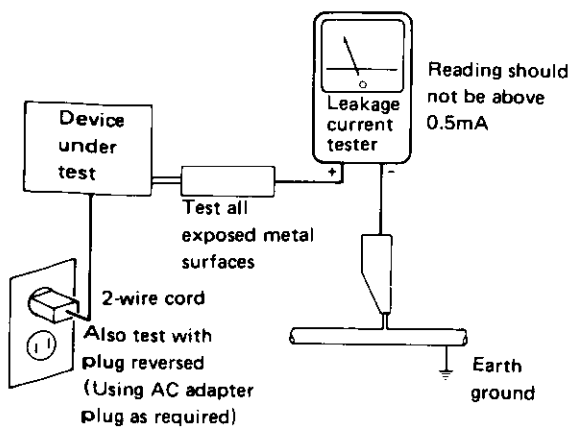 Device
under
test
Leakage
current
tester
+ -
Reading should
not be above
0.5mA
Test all
exposed metal
surfaces
2-wire cord
Also test with
plug reversed
(Using AC adapter
plug as required)
Earth
ground